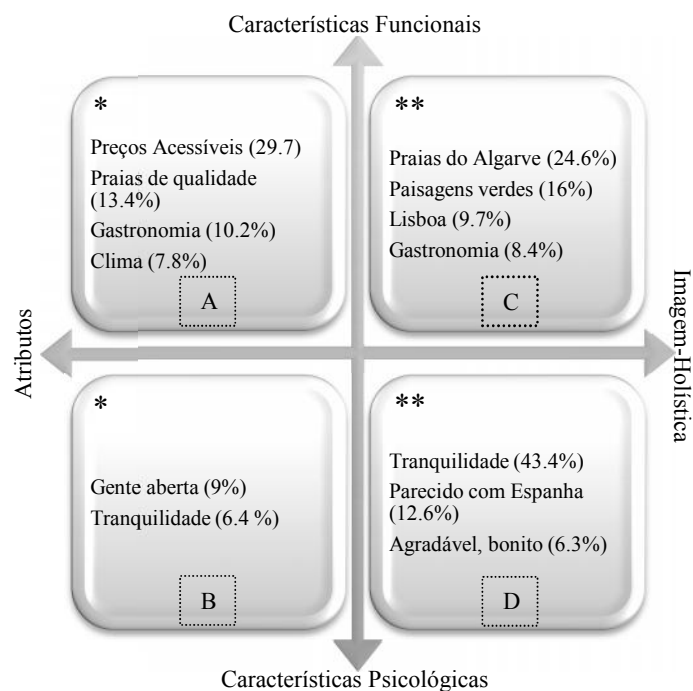 Características Funcionais
*
Preços Acessíveis (29.7)
Praias de qualidade
(13.4%)
Gastronomia (10.2%)
Clima (7.8%)
A
**
Praias do Algarve (24.6%)
Paisagens verdes (16%)
Lisboa (9.7%)
Gastronomia (8.4%)
C
Atributos
Imagem-Holística
*
Gente aberta (9%)
Tranquilidade (6.4 %)
B
**
Tranquilidade (43.4%)
Parecido com Espanha
(12.6%)
Agradável, bonito (6.3%)
D
Características Psicológicas